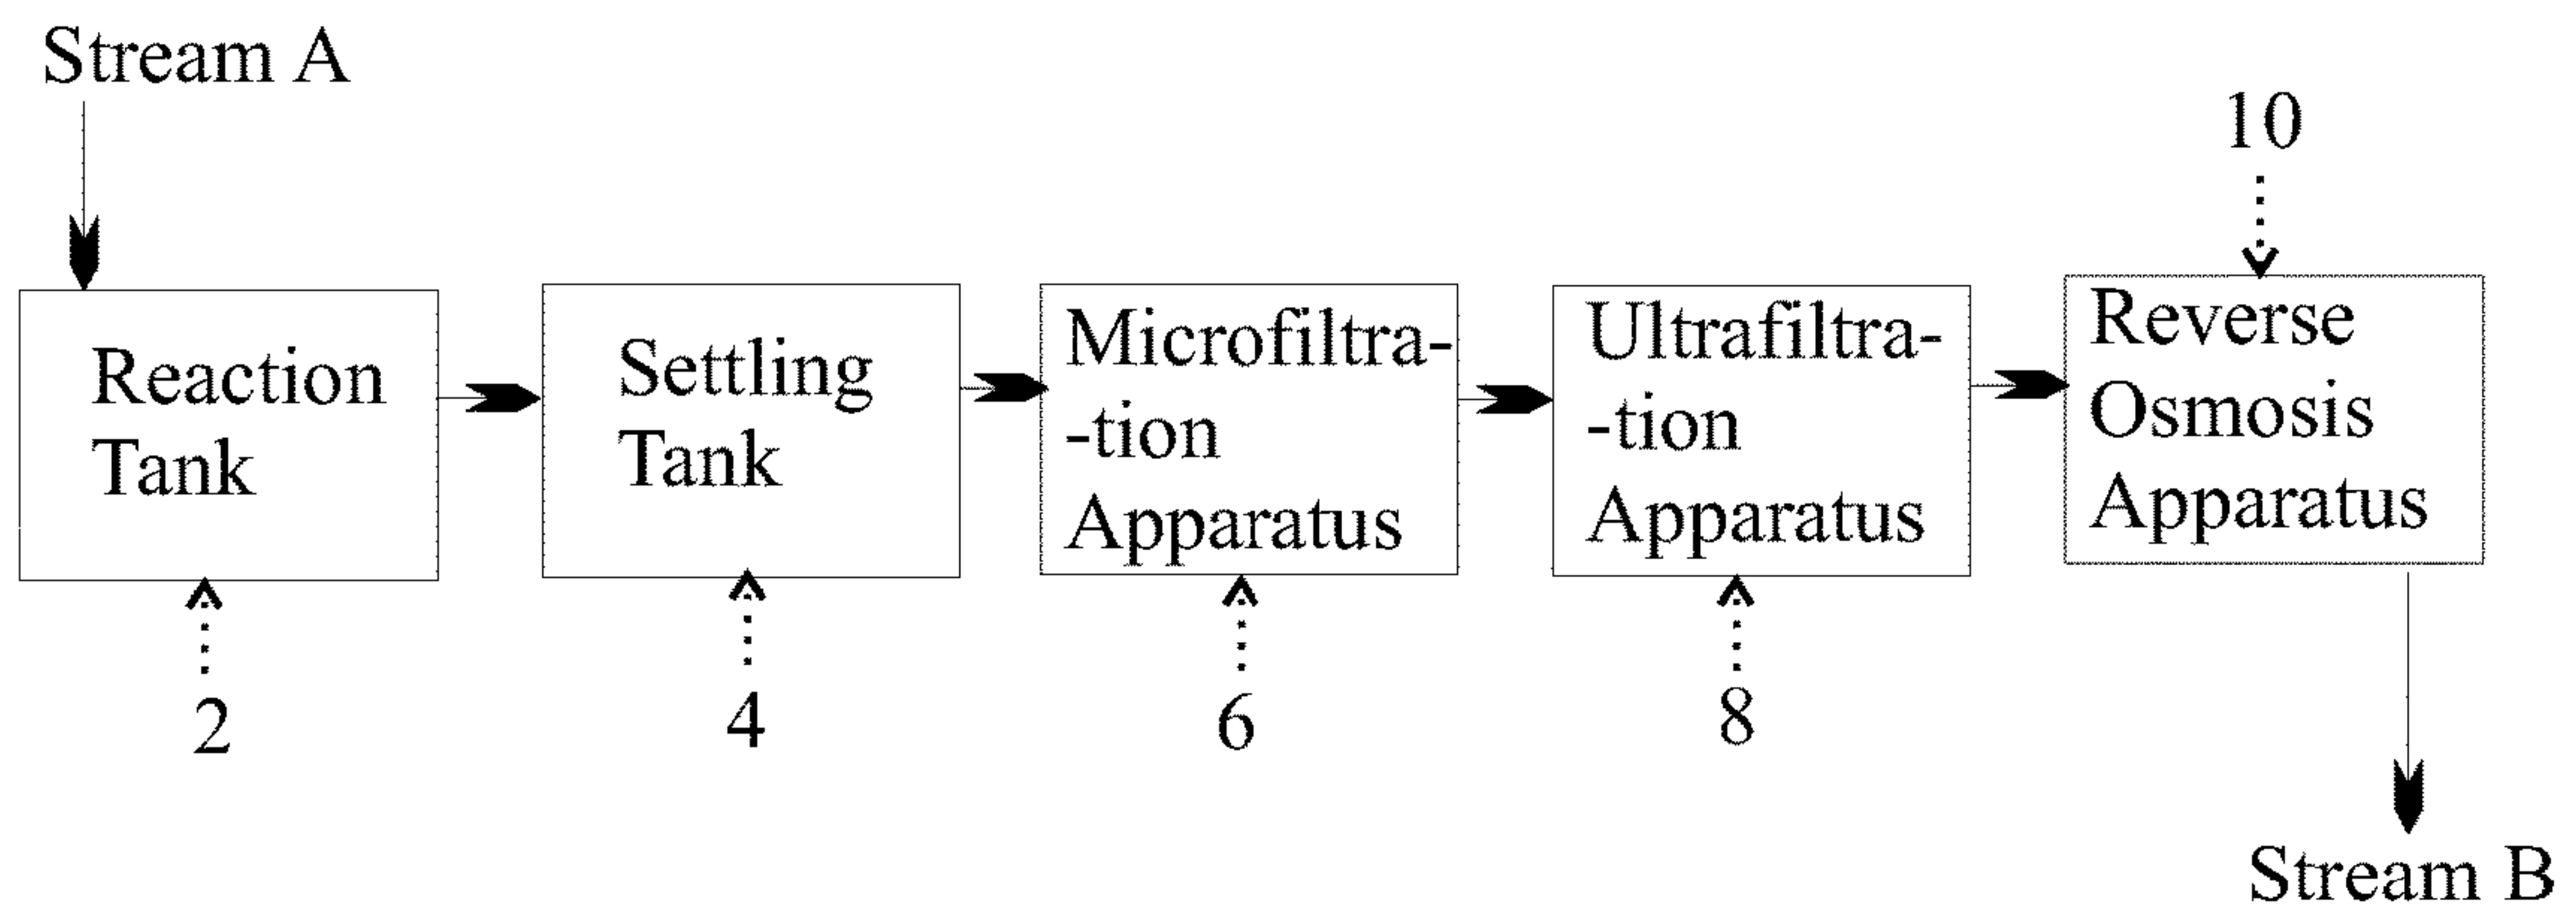 Stream A
10
Reaction
Tank
Settling
Tank
Microfiltra-
-tion
Apparatus
Ultrafiltra-
-tion
Apparatus
Reverse
Osmosis
Apparatus
2
4
6
8
Stream B